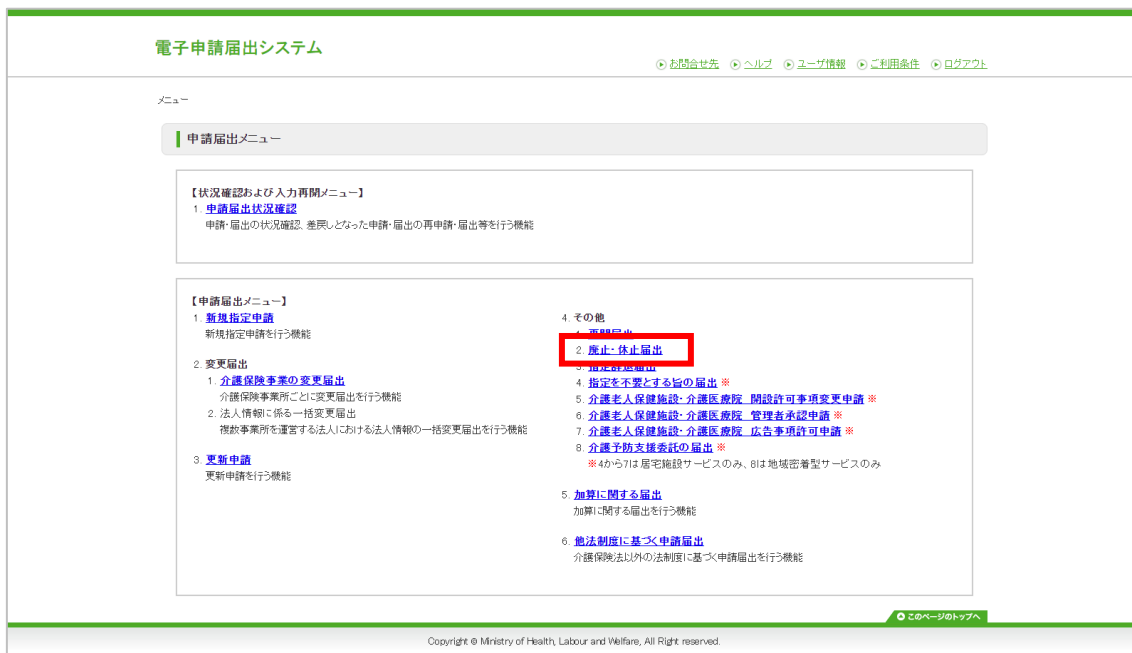 電子申請届出システム
お問合せ先 ヘルプ ユーザ情報 ご利用条件 ログアウト
メニュー
申請届出メニュー
【状況確認および入力再開メニュー】
1. 申請届出状況確認
申請・届出の状況確認、差戻しとなった申請・届出の再申請・届出等を行う機能
【申請届出メニュー】
1. 新規指定申請
新規指定申請を行う機能
2. 変更届出
1. 介護保険事業の変更届出
介護保険事業所ごとに変更届出を行う機能
2. 法人情報に係る一括変更届出
複数事業所を運営する法人における法人情報の一括変更届出を行う機能
3. 更新申請
更新申請を行う機能
4. その他
1. 再開届出
2. 廃止・休止届出
3. 指定辞退届出
4. 指定を不要とする旨の届出 ※
5. 介護老人保健施設・介護医療院 開設許可事項変更申請 ※
6. 介護老人保健施設・介護医療院 管理者承認申請 ※
7. 介護老人保健施設・介護医療院 広告事項許可申請 ※
8. 介護予防支援委託の届出 ※
※4から7は居宅施設サービスのみ、8は地域密着型サービスのみ
5. 加算に関する届出
加算に関する届出を行う機能
6. 他法制度に基づく申請届出
介護保険法以外の法制度に基づく申請届出を行う機能
このページのトップへ
Copyright © Ministry of Health, Labour and Welfare, All Right reserved.